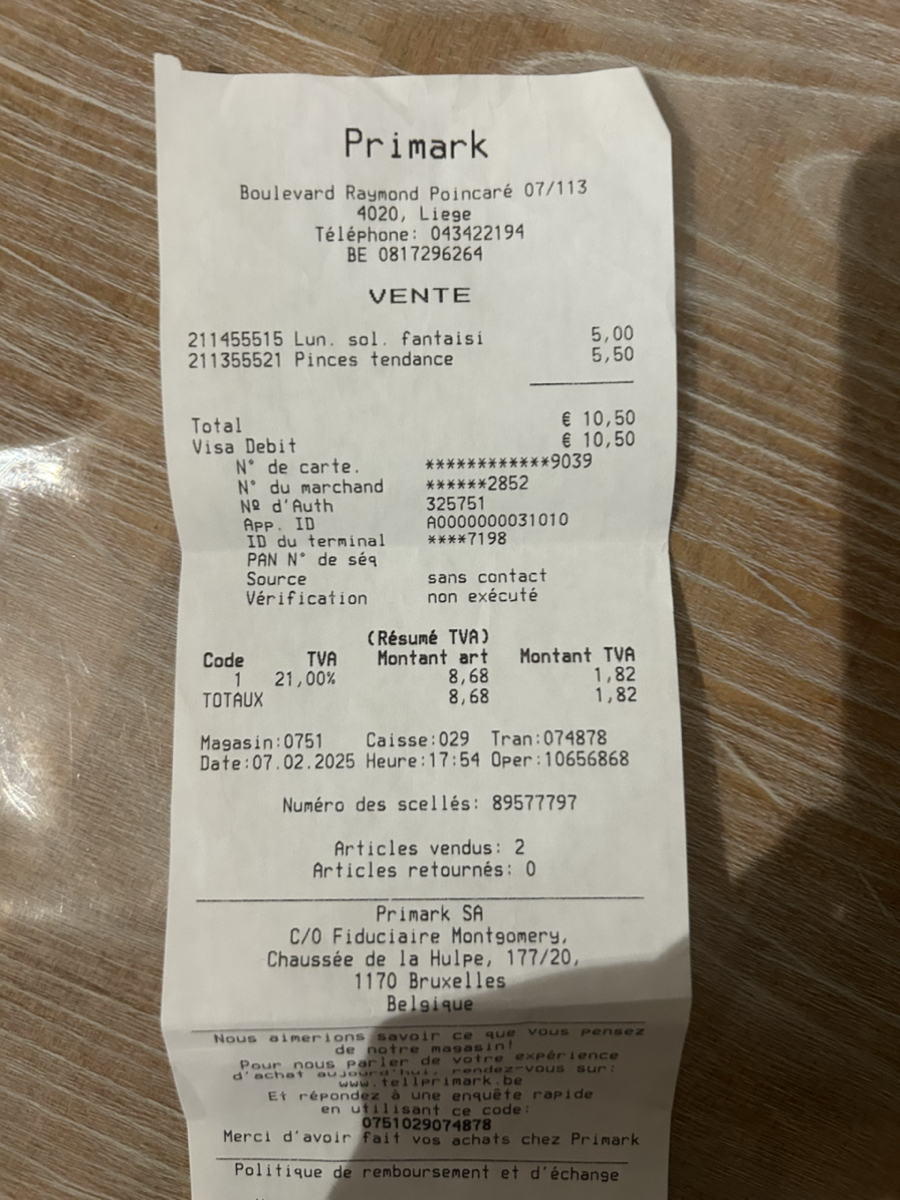 Primark
Boulevard Raymond Poincaré 07/113
4020, Liege
Téléphone: 043422194
BE 0817296264
VENTE
211455515 Lun. sol. fantaisi 5,00
211355521 Pinces tendance 5,50
Total € 10,50
Visa Debit € 10,50
N° de carte. ************9039
N° du marchand ******2852
Nº d'Auth 325751
App. ID A0000000031010
ID du terminal ****7198
PAN N° de séq
Source sans contact
Vérification non exécuté
(Résumé TVA)
Code TVA Montant art Montant TVA
1 21,00% 8,68 1,82
TOTAUX 8,68 1,82
Magasin:0751 Caisse:029 Tran:074878
Date:07.02.2025 Heure:17:54 Oper:10656868
Numéro des scellés: 89577797
Articles vendus: 2
Articles retournés: 0
Primark SA
C/O Fiduciaire Montgomery,
Chaussée de la Hulpe, 177/20,
1170 Bruxelles
Belgique
Nous aimerions savoir ce que vous pensez
de notre magasin!
Pour nous parler de votre expérience
d'achat aujourd'hui, rendez-vous sur:
www.tellprimark.be
Et répondez à une enquête rapide
en utilisant ce code:
0751029074878
Merci d'avoir fait vos achats chez Primark
Politique de remboursement et d'échange